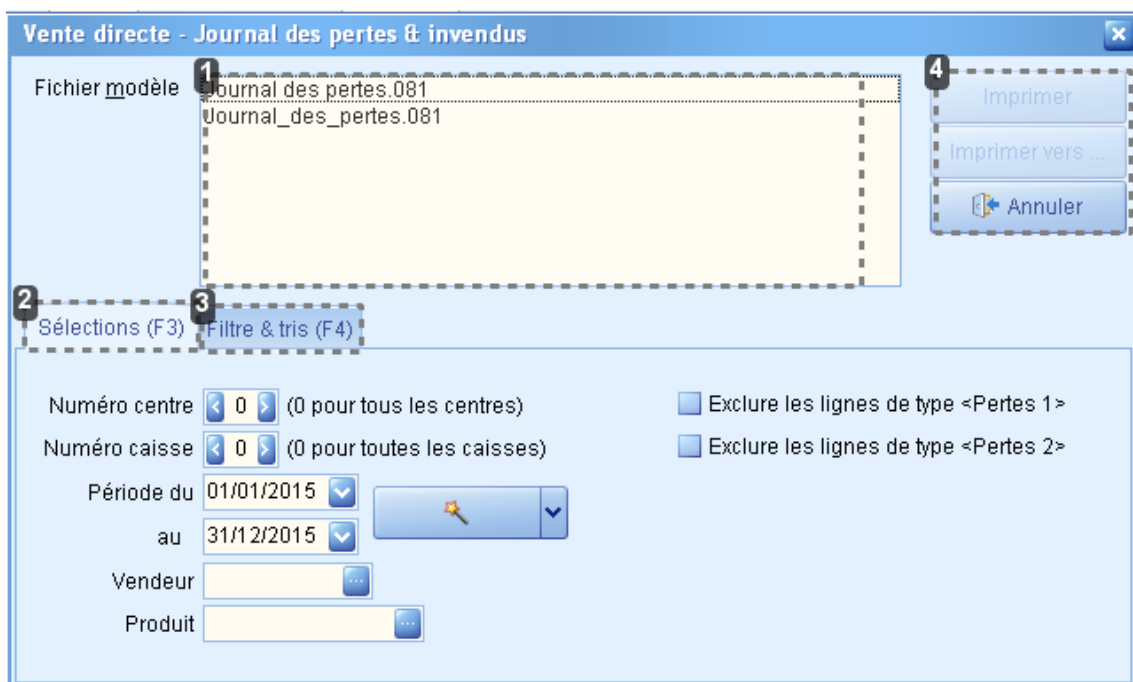 Vente directe - Journal des pertes & invendus
1
4
Fichier modèle
Journal des pertes.081
Journal_des_pertes.081
Imprimer
Imprimer vers ...
Annuler
2
3
Sélections (F3)
Filtre & tris (F4)
Numéro centre 0 (0 pour tous les centres)
Exclure les lignes de type <Pertes 1>
Numéro caisse 0 (0 pour toutes les caisses)
Exclure les lignes de type <Pertes 2>
Période du 01/01/2015
au 31/12/2015
Vendeur ...
Produit ...